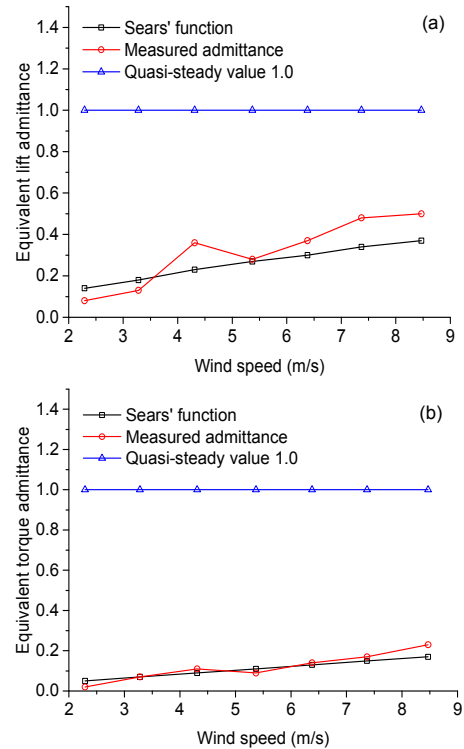 (a)
Sears' function
Measured admittance
Quasi-steady value 1.0
Equivalent lift admittance
1.4
1.2
1.0
0.8
0.6
0.4
0.2
0.0
2 3 4 5 6 7 8 9
Wind speed (m/s)
(b)
Sears' function
Measured admittance
Quasi-steady value 1.0
Equivalent torque admittance
1.4
1.2
1.0
0.8
0.6
0.4
0.2
0.0
2 3 4 5 6 7 8 9
Wind speed (m/s)